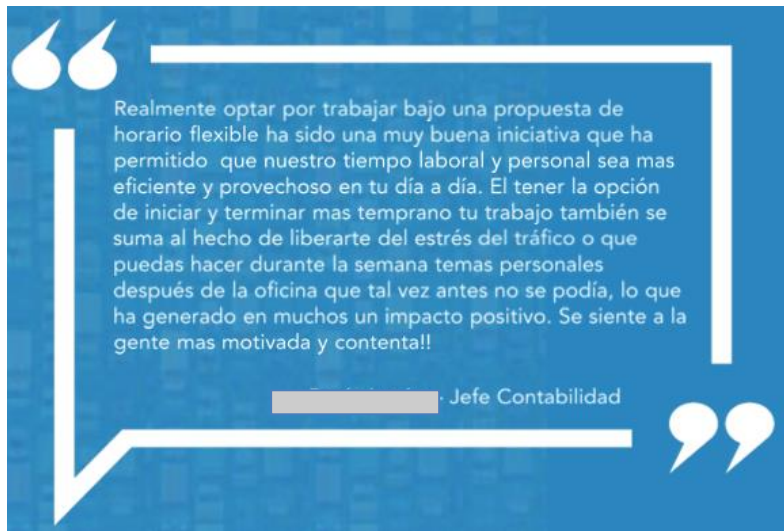 Realmente optar por trabajar bajo una propuesta de
horario flexible ha sido una muy buena iniciativa que ha
permitido que nuestro tiempo laboral y personal sea mas
eficiente y provechoso en tu día a día. El tener la opción
de iniciar y terminar mas temprano tu trabajo también se
suma al hecho de liberarte del estrés del tráfico o que
puedas hacer durante la semana temas personales
después de la oficina que tal vez antes no se podía, lo que
ha generado en muchos un impacto positivo. Se siente a la
gente mas motivada y contenta!!
· Jefe Contabilidad